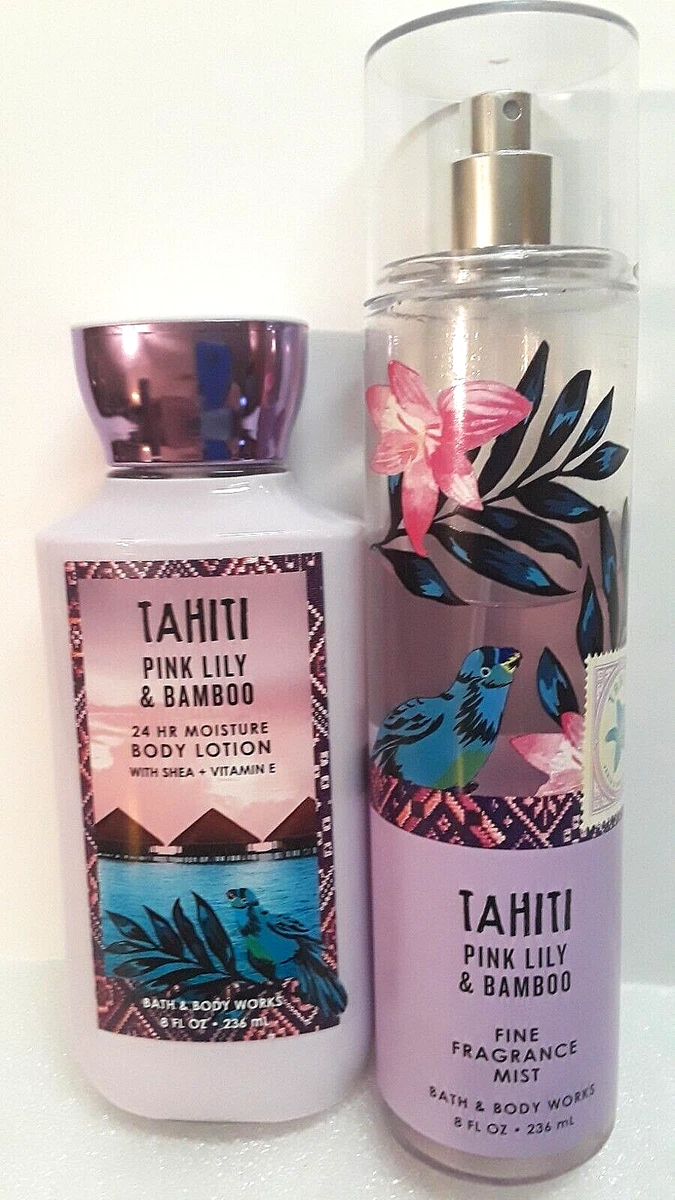 TAHITI
PINK LILY
& BAMBOO
24 HR MOISTURE
BODY LOTION
WITH SHEA + VITAMIN E
BATH & BODY WORKS
8 FL OZ • 236 mL
TAHITI
PINK LILY
& BAMBOO
FINE
FRAGRANCE
MIST
BATH & BODY WORKS
8 FL OZ • 236 mL